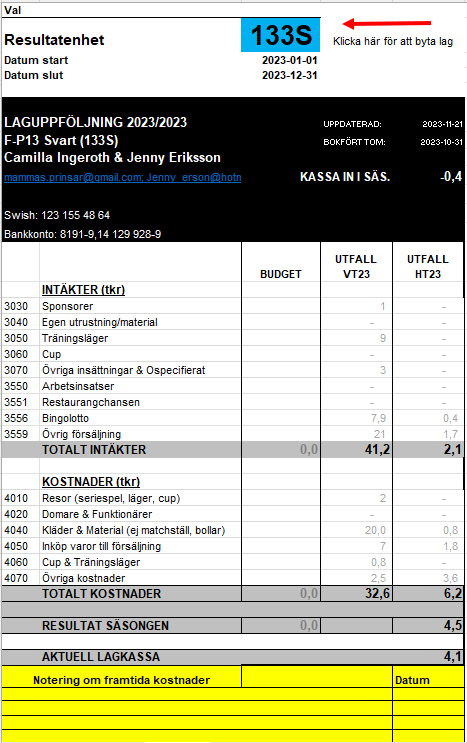 Val
Resultatenhet 133S Klicka här för att byta lag
Datum start 2023-01-01
Datum slut 2023-12-31
LAGUPPFÖLJNING 2023/2023 UPPDATERAD: 2023-11-21
F-P13 Svart (133S) BOKFÖRT TOM: 2023-10-31
Camilla Ingeroth & Jenny Eriksson
mammas.prinsar@gmail.com; Jenny_erson@hotn KASSA IN I SÄS. -0,4
Swish: 123 155 48 64
Bankkonto: 8191-9,14 129 928-9
BUDGET UTFALL VT23 UTFALL HT23
INTÄKTER (tkr)
3030 Sponsorer 1 -
3040 Egen utrustning/material - -
3050 Träningsläger 9 -
3060 Cup - -
3070 Övriga insättningar & Ospecifierat 3 -
3550 Arbetsinsatser - -
3551 Restaurangchansen - -
3556 Bingolotto 7,9 0,4
3559 Övrig försäljning 21 1,7
TOTALT INTÄKTER 0,0 41,2 2,1
KOSTNADER (tkr)
4010 Resor (seriespel, läger, cup) 2 -
4020 Domare & Funktionärer - -
4040 Kläder & Material (ej matchställ, bollar) 20,0 0,8
4050 Inköp varor till försäljning 7 1,8
4060 Cup & Träningsläger 0,8 -
4070 Övriga kostnader 2,5 3,6
TOTALT KOSTNADER 0,0 32,6 6,2
RESULTAT SÄSONGEN 0,0 4,5
AKTUELL LAGKASSA 4,1
Notering om framtida kostnader Datum